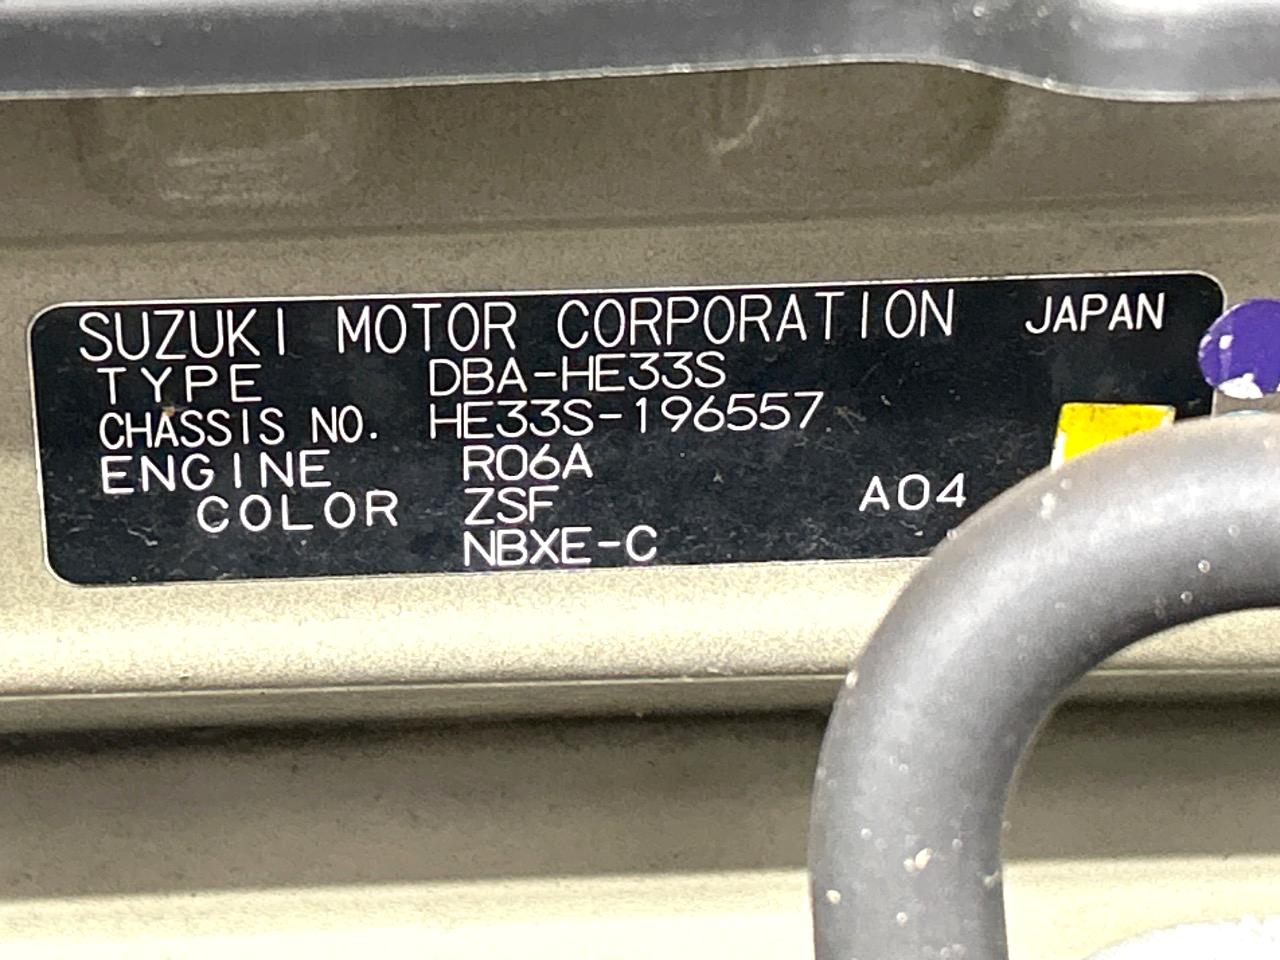 SUZUKI MOTOR CORPORATION JAPAN
TYPE DBA-HE33S
CHASSIS NO. HE33S-196557
ENGINE R06A
COLOR ZSF A04
NBXE-C